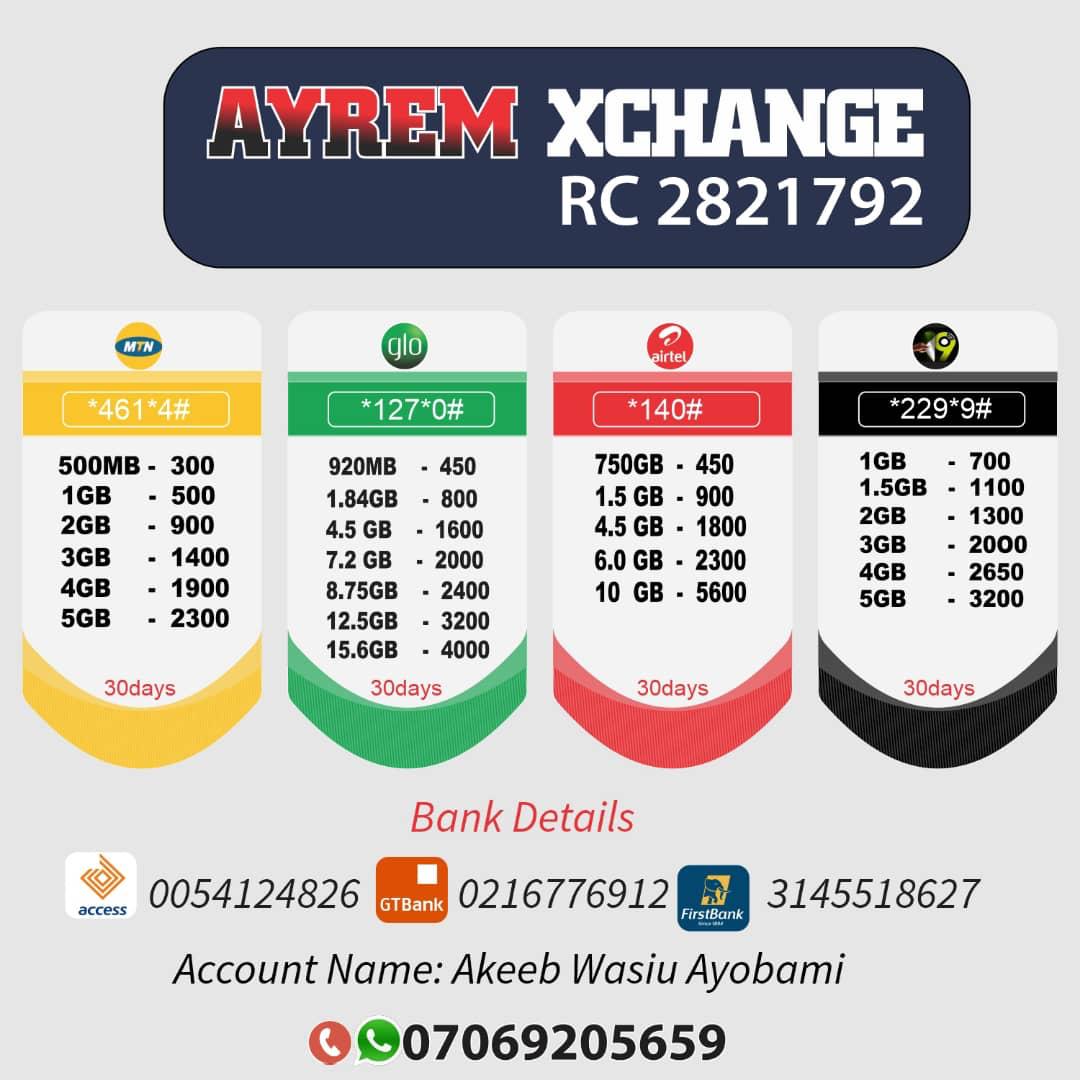 AYREM XCHANGE
RC 2821792
MTN
*461*4#
500MB - 300
1GB - 500
2GB - 900
3GB - 1400
4GB - 1900
5GB - 2300
30days
glo
*127*0#
920MB - 450
1.84GB - 800
4.5 GB - 1600
7.2 GB - 2000
8.75GB - 2400
12.5GB - 3200
15.6GB - 4000
30days
airtel
*140#
750GB - 450
1.5 GB - 900
4.5 GB - 1800
6.0 GB - 2300
10 GB - 5600
30days
9
*229*9#
1GB - 700
1.5GB - 1100
2GB - 1300
3GB - 2000
4GB - 2650
5GB - 3200
30days
Bank Details
access 0054124826 GTBank 0216776912 FirstBank Since 1894 3145518627
Account Name: Akeeb Wasiu Ayobami
07069205659